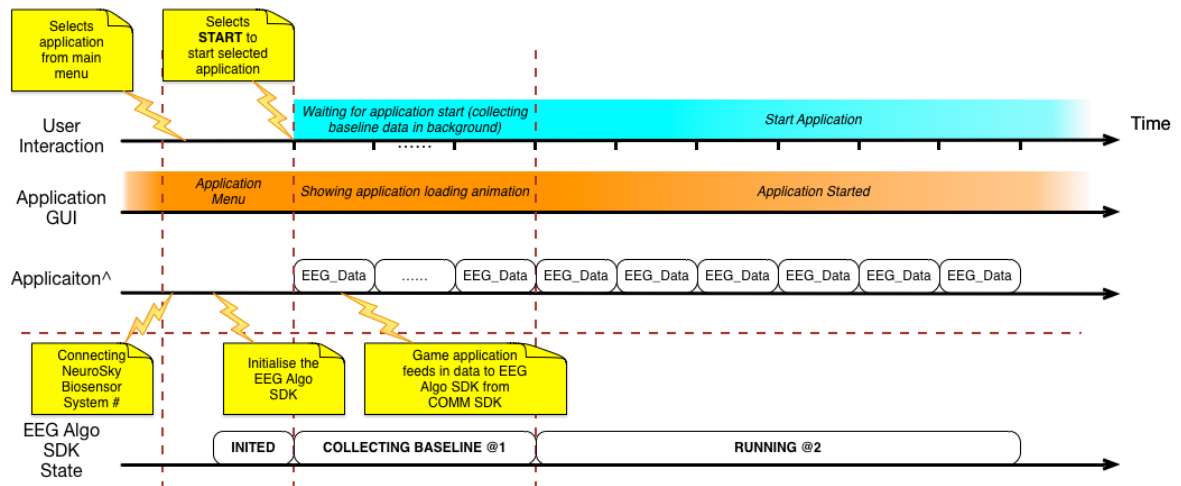 Selects
application
from main
menu
Selects
START to
start selected
application
User
Interaction
Waiting for application start (collecting
baseline data in background)
Start Application
Time
......
Application
GUI
Application
Menu
Showing application loading animation
Application Started
Applicaiton^
EEG_Data
......
EEG_Data
EEG_Data
EEG_Data
EEG_Data
EEG_Data
EEG_Data
EEG_Data
Connecting
NeuroSky
Biosensor
System #
Initialise the
EEG Algo
SDK
Game application
feeds in data to EEG
Algo SDK from
COMM SDK
EEG Algo
SDK
State
INITED
COLLECTING BASELINE @1
RUNNING @2